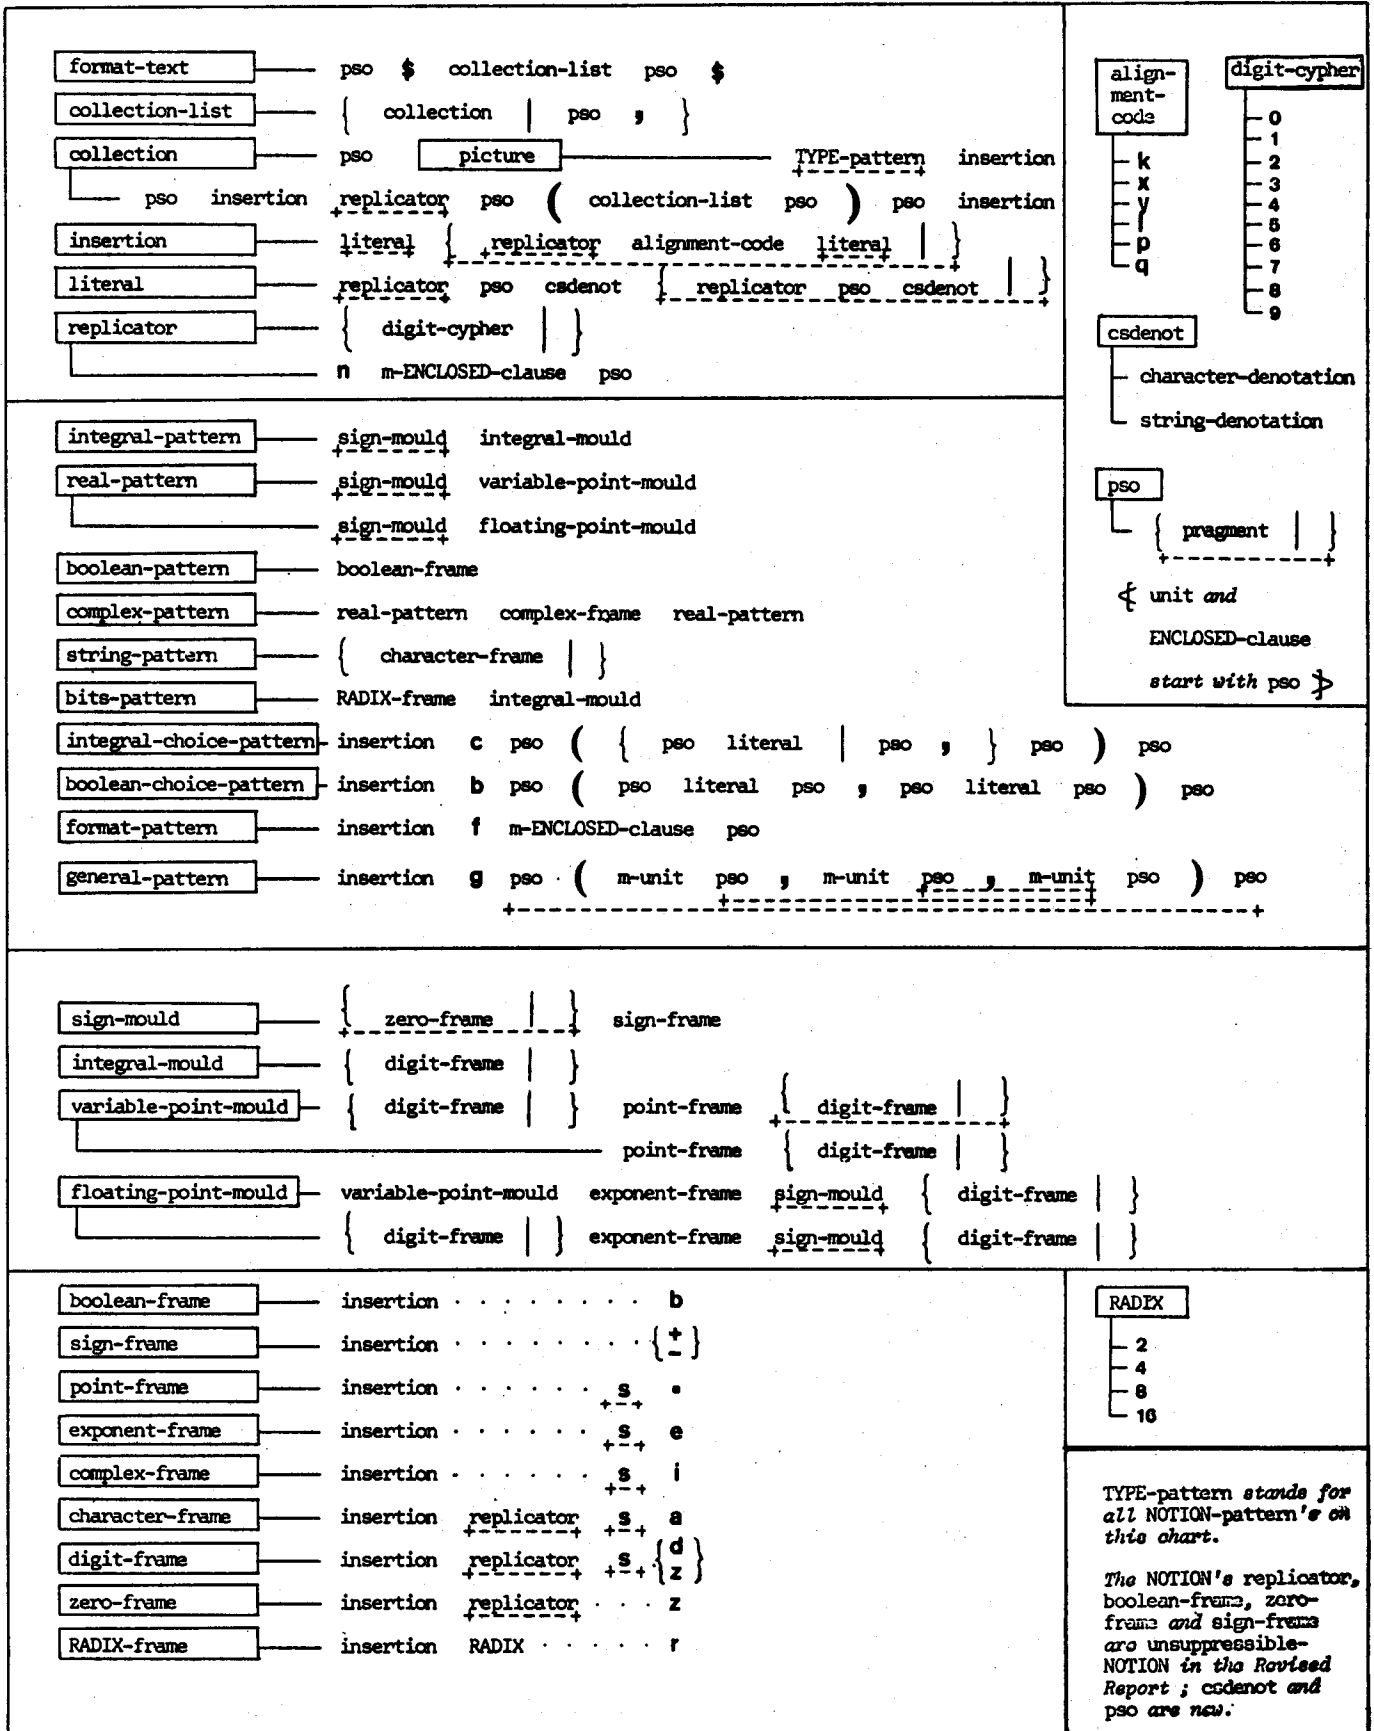 format-text pso $ collection-list pso $
collection-list { collection | pso , }
collection pso picture TYPE-pattern insertion
pso insertion replicator pso ( collection-list pso ) pso insertion
insertion literal { replicator alignment-code literal | }
literal replicator pso csdenot { replicator pso csdenot | }
replicator { digit-cypher | }
n m-ENCLOSED-clause pso
align-
ment-
code
k
x
y
l
p
q
digit-cypher
0
1
2
3
4
5
6
7
8
9
csdenot
character-denotation
string-denotation
pso
{ pragment | }
⊀ unit and
ENCLOSED-clause
start with pso ⊁
integral-pattern sign-mould integral-mould
real-pattern sign-mould variable-point-mould
sign-mould floating-point-mould
boolean-pattern boolean-frame
complex-pattern real-pattern complex-frame real-pattern
string-pattern { character-frame | }
bits-pattern RADIX-frame integral-mould
integral-choice-pattern insertion c pso ( { pso literal | pso , } pso ) pso
boolean-choice-pattern insertion b pso ( pso literal pso , pso literal pso ) pso
format-pattern insertion f m-ENCLOSED-clause pso
general-pattern insertion g pso ( m-unit pso , m-unit pso , m-unit pso ) pso
sign-mould { zero-frame | } sign-frame
integral-mould { digit-frame | }
variable-point-mould { digit-frame | } point-frame { digit-frame | }
point-frame { digit-frame | }
floating-point-mould variable-point-mould exponent-frame sign-mould { digit-frame | }
{ digit-frame | } exponent-frame sign-mould { digit-frame | }
boolean-frame insertion . . . . . . . . b
sign-frame insertion . . . . . . . . { + - }
point-frame insertion . . . . . . s .
exponent-frame insertion . . . . . . s e
complex-frame insertion . . . . . . s i
character-frame insertion replicator s a
digit-frame insertion replicator s { d z }
zero-frame insertion replicator . . . z
RADIX-frame insertion RADIX . . . . . r
RADIX
2
4
8
16
TYPE-pattern stands for
all NOTION-pattern's on
this chart.
The NOTION's replicator,
boolean-frame, zero-
frame and sign-frame
are unsuppressible-
NOTION in the Revised
Report ; csdenot and
pso are new.